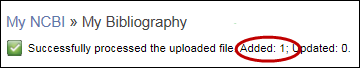 My NCBI » My Bibliography
Successfully processed the uploaded file. Added: 1; Updated: 0.